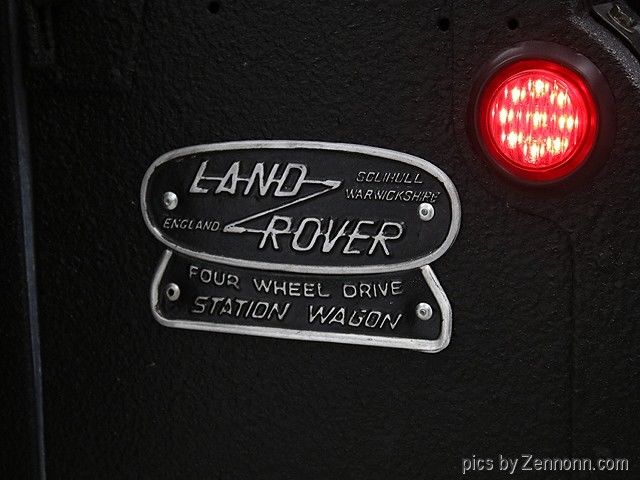 LAND
SOLIHULL
WARWICKSHIRE
ENGLAND
ROVER
FOUR WHEEL DRIVE
STATION WAGON
pics by Zennonn.com